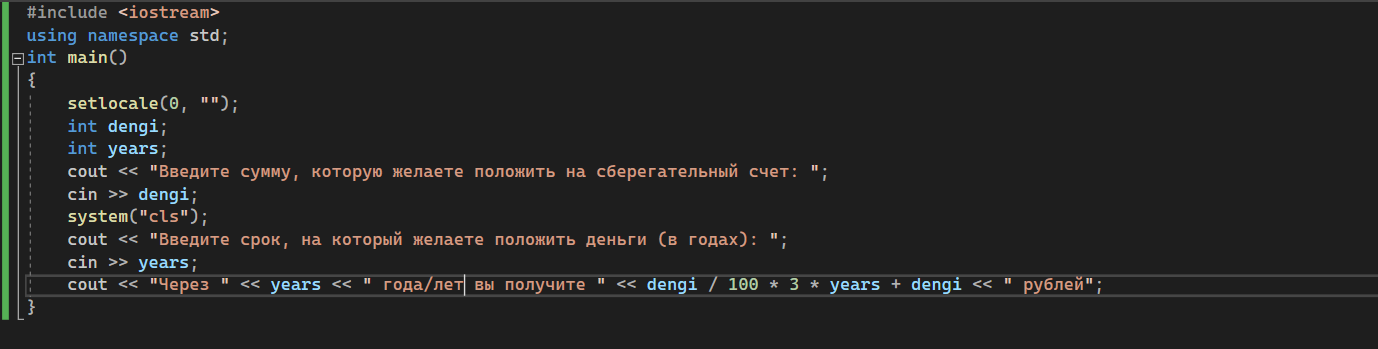 #include <iostream>
using namespace std;
int main()
{
    setlocale(0, "");
    int dengi;
    int years;
    cout << "Введите сумму, которую желаете положить на сберегательный счет: ";
    cin >> dengi;
    system("cls");
    cout << "Введите срок, на который желаете положить деньги (в годах): ";
    cin >> years;
    cout << "Через " << years << " года/лет вы получите " << dengi / 100 * 3 * years + dengi << " рублей";
}